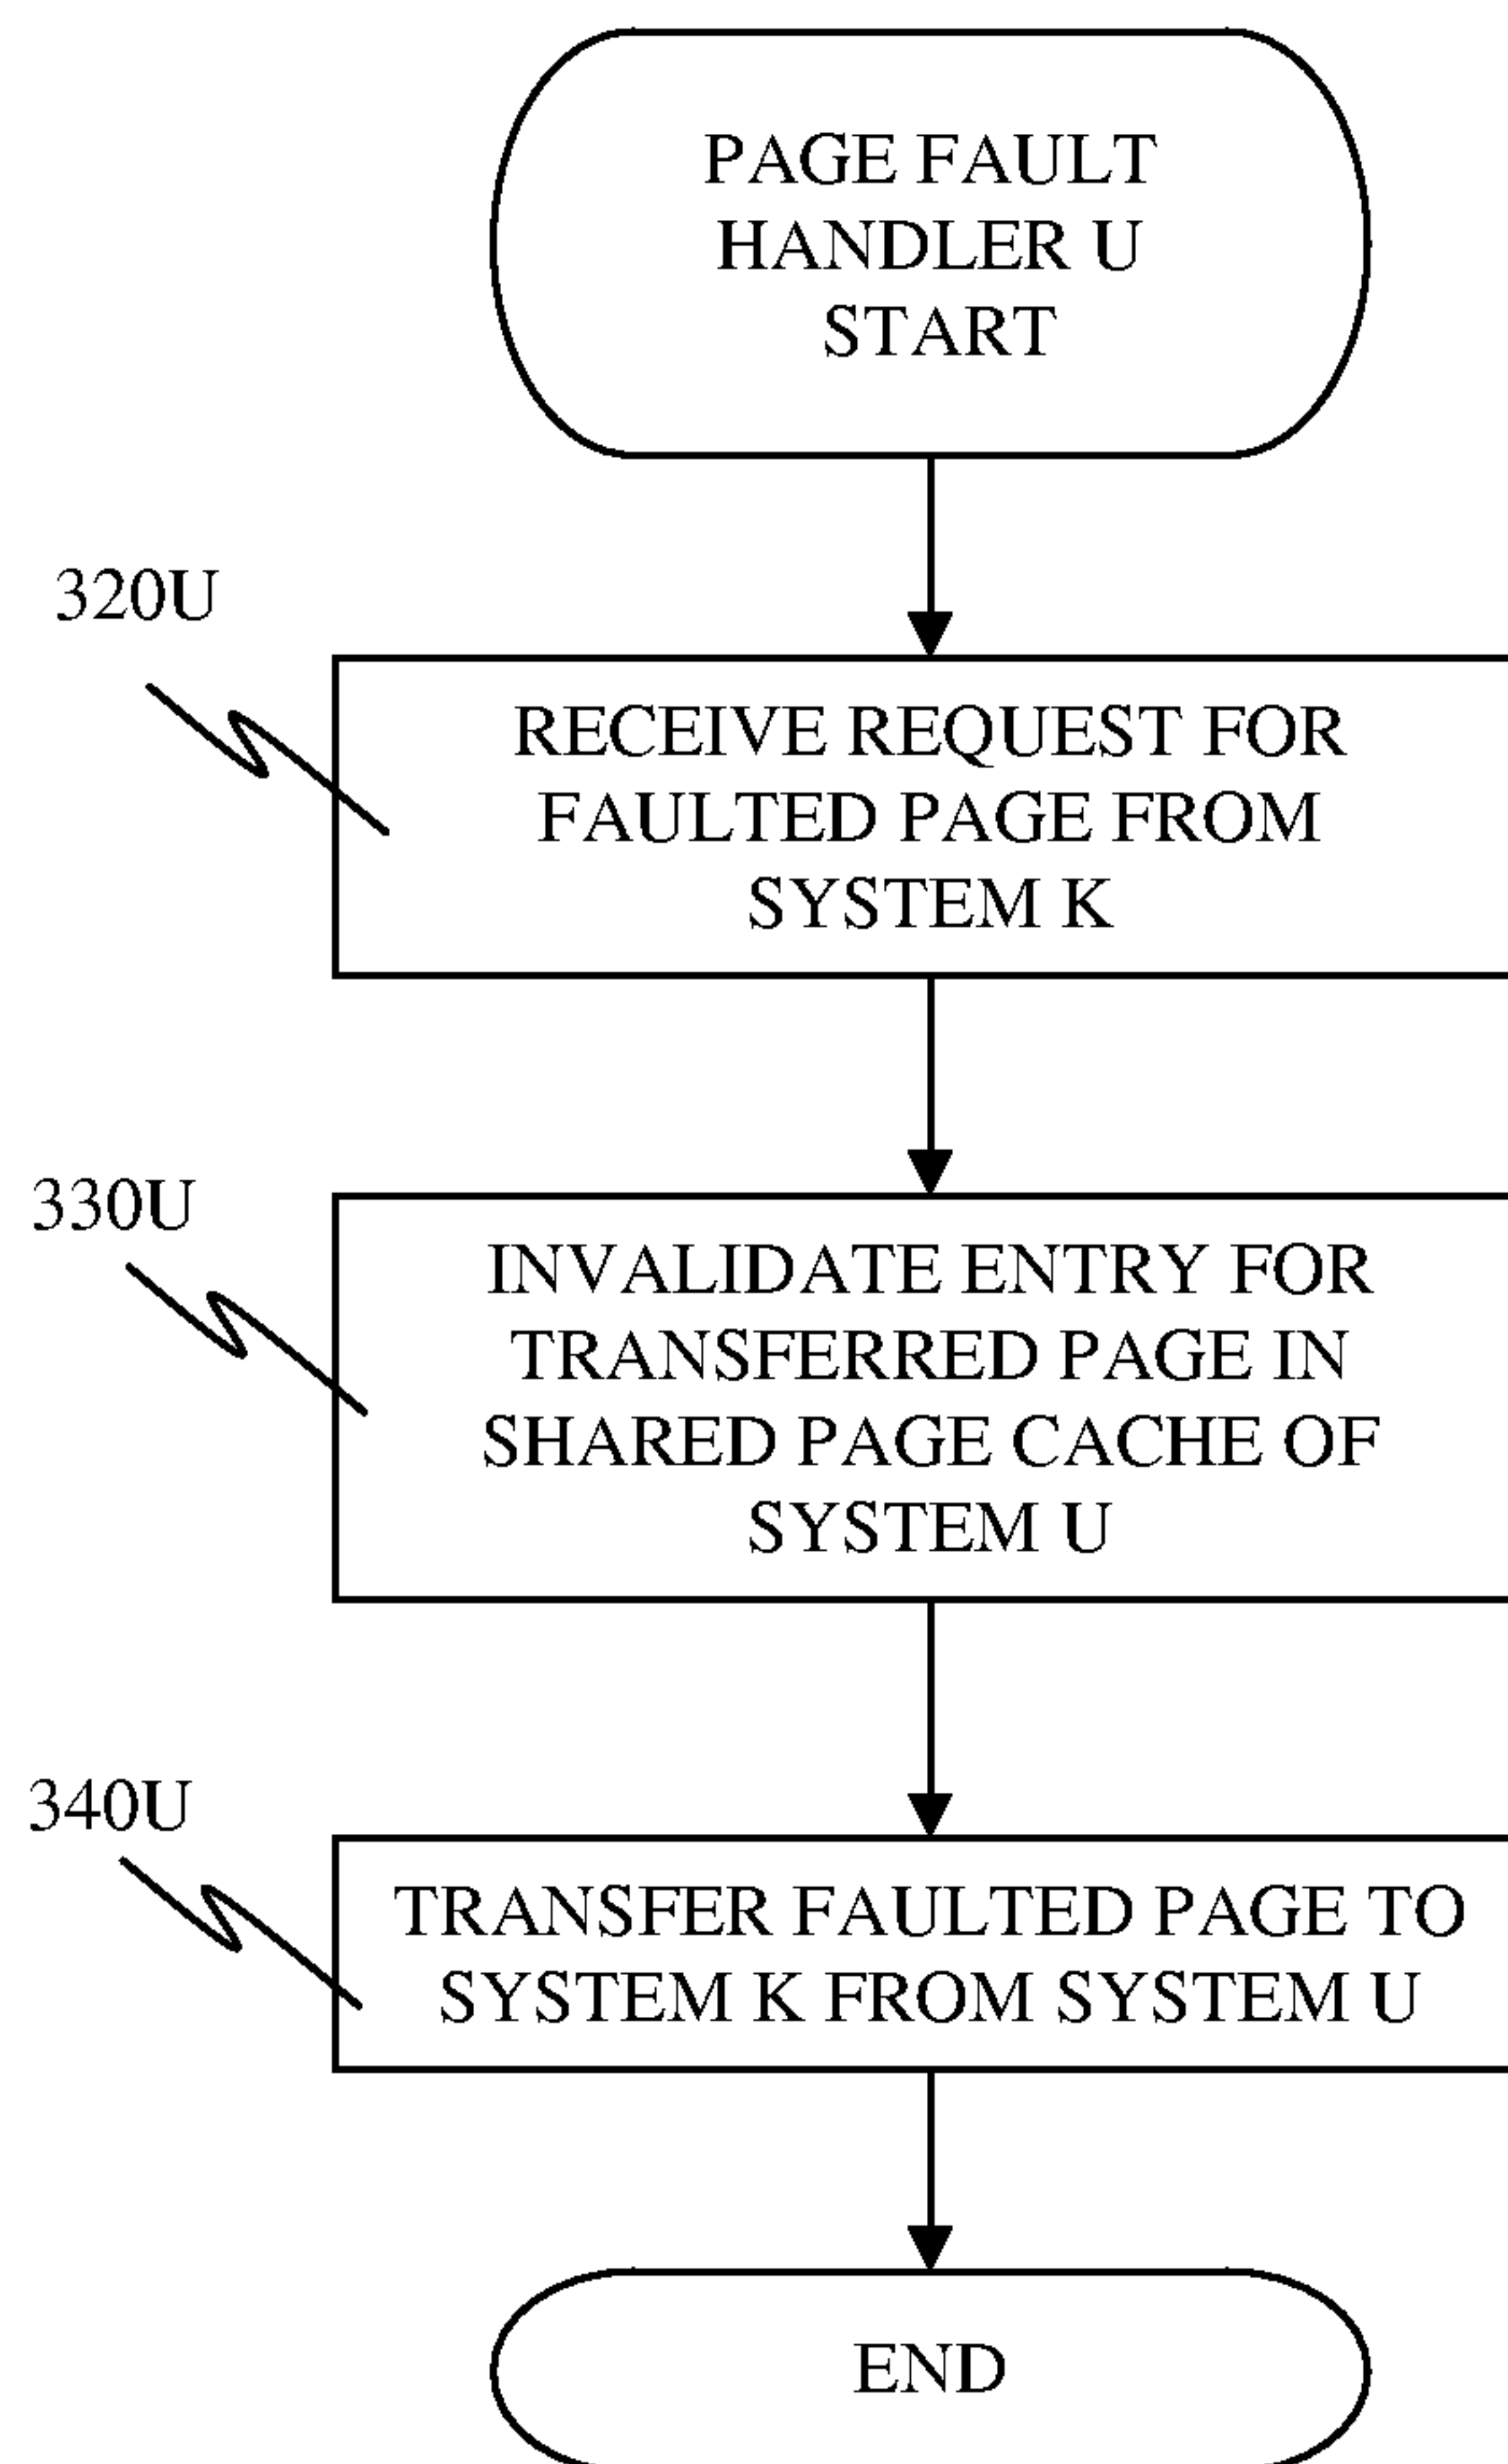 PAGE FAULT
HANDLER U
START
320U
RECEIVE REQUEST FOR
FAULTED PAGE FROM
SYSTEM K
330U
INVALIDATE ENTRY FOR
TRANSFERRED PAGE IN
SHARED PAGE CACHE OF
SYSTEM U
340U
TRANSFER FAULTED PAGE TO
SYSTEM K FROM SYSTEM U
END